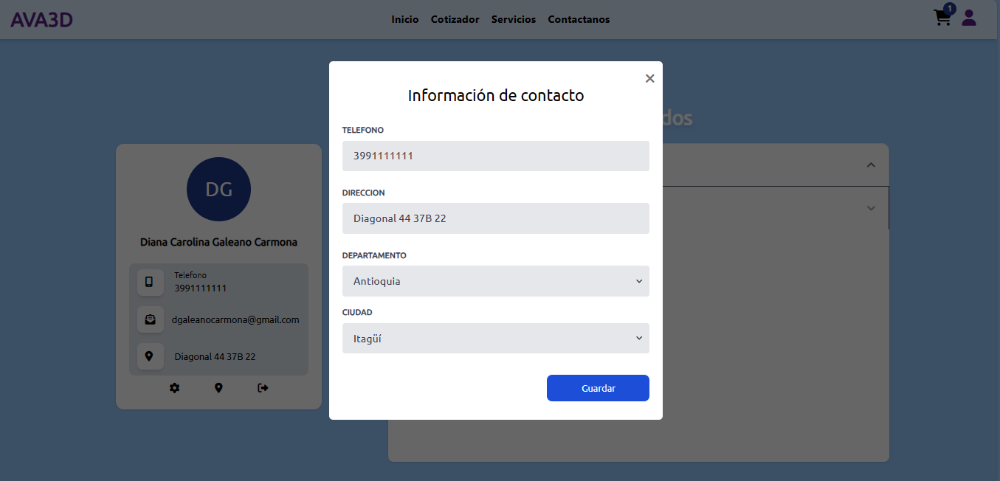 AVA3D
Inicio Cotizador Servicios Contactanos
1
dos
DG
Diana Carolina Galeano Carmona
Telefono
3991111111
dgaleanocarmona@gmail.com
Diagonal 44 37B 22
Información de contacto
TELEFONO
3991111111
DIRECCION
Diagonal 44 37B 22
DEPARTAMENTO
Antioquia
CIUDAD
Itagüí
Guardar